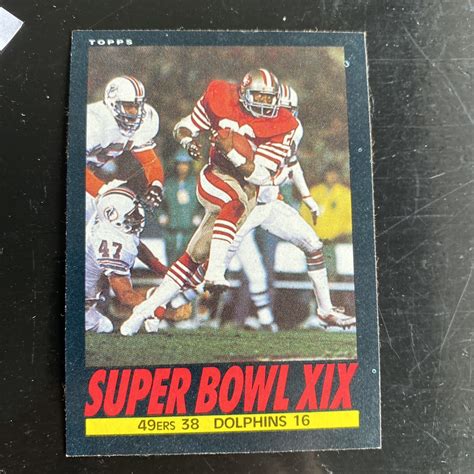 TOPPS
47
SUPER BOWL XIX
49ERS 38 DOLPHINS 16